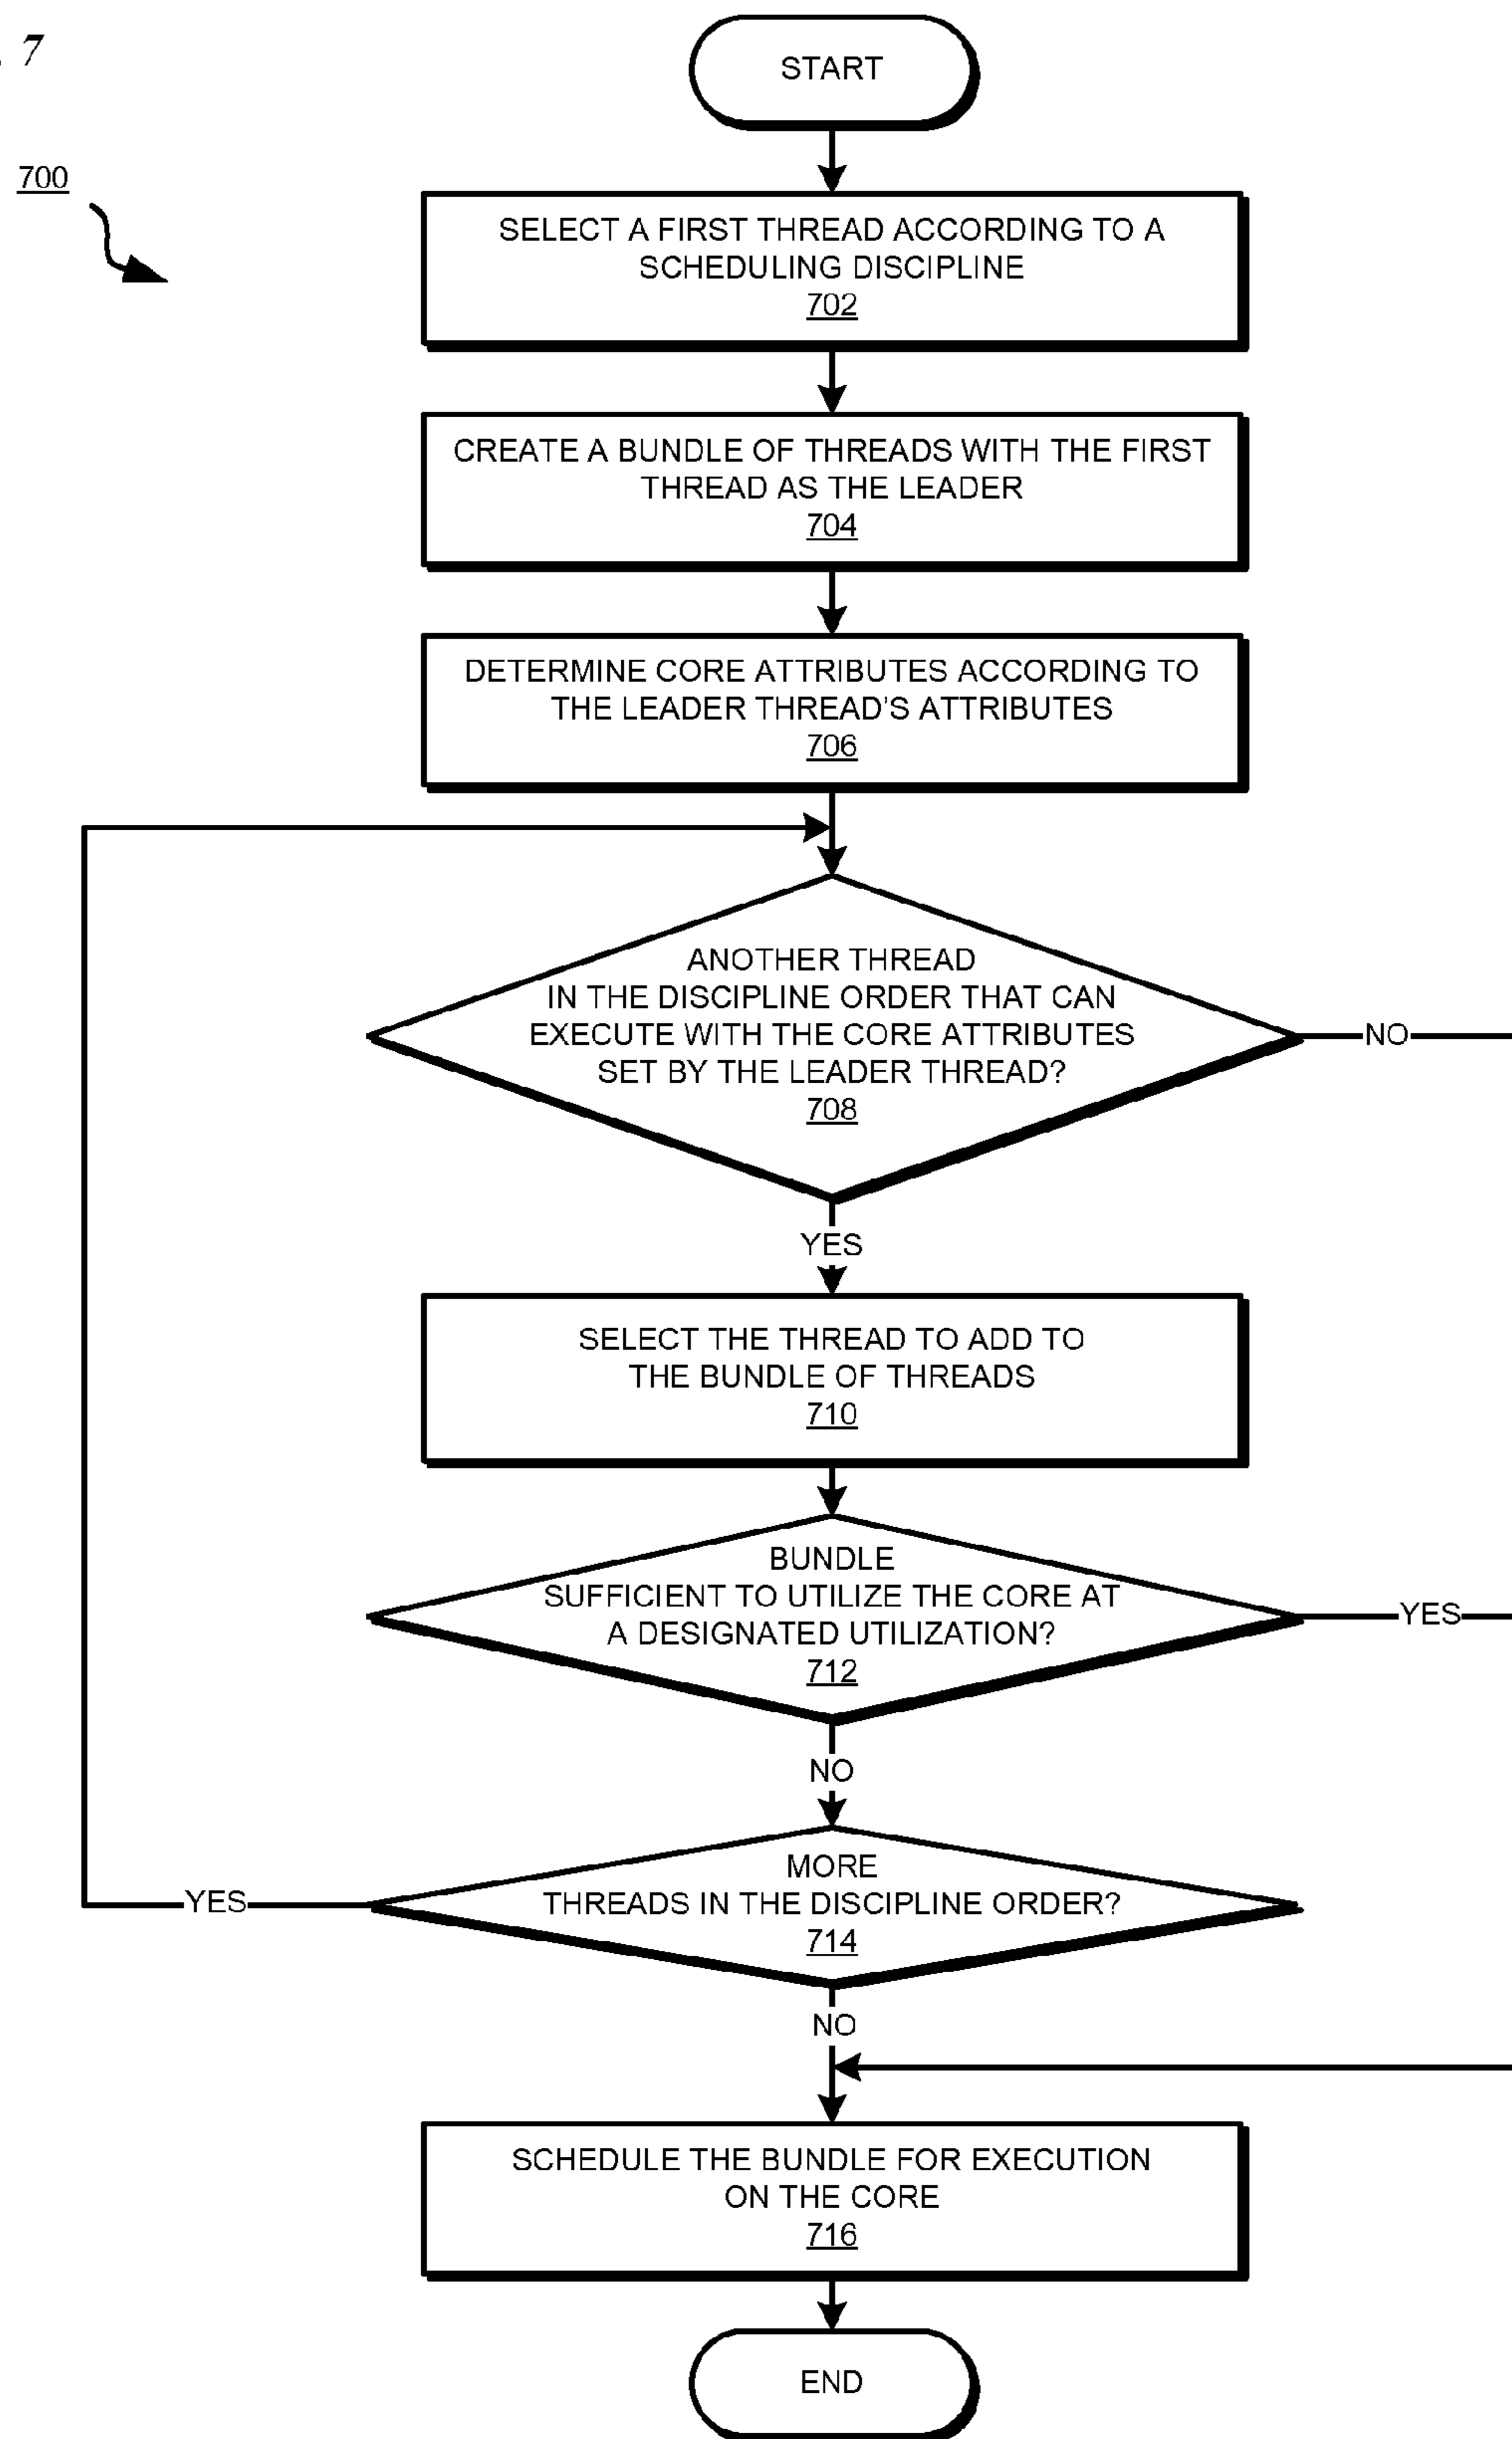 . 7
700
START
SELECT A FIRST THREAD ACCORDING TO A
SCHEDULING DISCIPLINE
702
CREATE A BUNDLE OF THREADS WITH THE FIRST
THREAD AS THE LEADER
704
DETERMINE CORE ATTRIBUTES ACCORDING TO
THE LEADER THREAD'S ATTRIBUTES
706
ANOTHER THREAD
IN THE DISCIPLINE ORDER THAT CAN
EXECUTE WITH THE CORE ATTRIBUTES
SET BY THE LEADER THREAD?
708
NO
YES
SELECT THE THREAD TO ADD TO
THE BUNDLE OF THREADS
710
BUNDLE
SUFFICIENT TO UTILIZE THE CORE AT
A DESIGNATED UTILIZATION?
712
YES
NO
MORE
THREADS IN THE DISCIPLINE ORDER?
714
YES
NO
SCHEDULE THE BUNDLE FOR EXECUTION
ON THE CORE
716
END